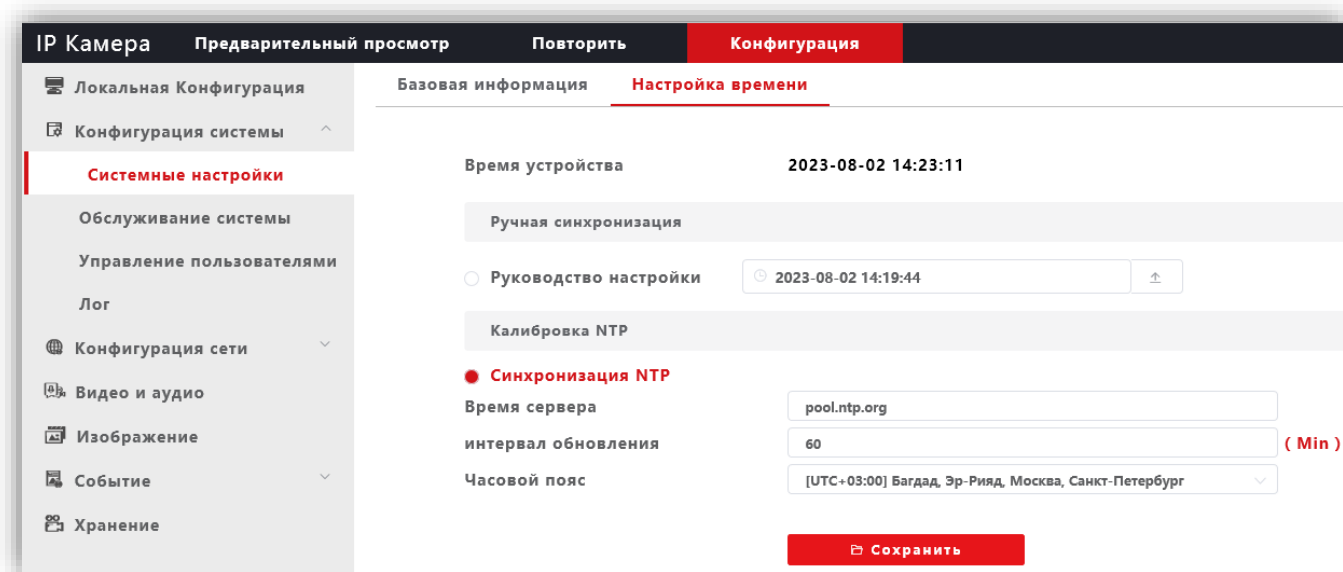 IP Камера Предварительный просмотр Повторить Конфигурация
Локальная Конфигурация
Базовая информация Настройка времени
Конфигурация системы
Системные настройки
Время устройства 2023-08-02 14:23:11
Обслуживание системы
Ручная синхронизация
Управление пользователями
Руководство настройки 2023-08-02 14:19:44
Лог
Калибровка NTP
Конфигурация сети
Синхронизация NTP
Видео и аудио
Время сервера pool.ntp.org
Изображение
интервал обновления 60 ( Min )
Событие
Часовой пояс [UTC+03:00] Багдад, Эр-Рияд, Москва, Санкт-Петербург
Хранение
Сохранить